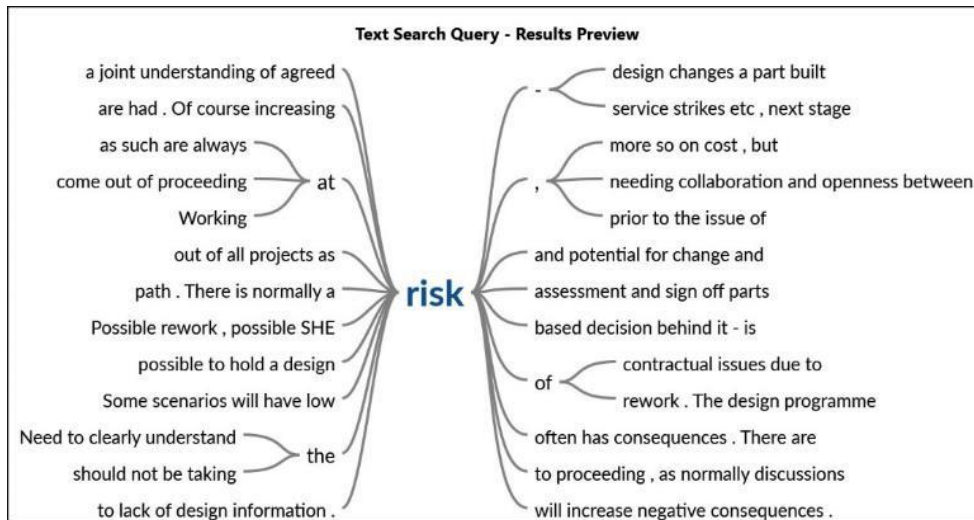 Text Search Query - Results Preview
a joint understanding of agreed
are had . Of course increasing
as such are always
come out of proceeding
Working
at
out of all projects as
path . There is normally a
Possible rework , possible SHE
possible to hold a design
Some scenarios will have low
Need to clearly understand
should not be taking
the
to lack of design information .
risk
-
design changes a part built
service strikes etc , next stage
,
more so on cost , but
needing collaboration and openness between
prior to the issue of
and potential for change and
assessment and sign off parts
based decision behind it - is
of
contractual issues due to
rework . The design programme
often has consequences . There are
to proceeding , as normally discussions
will increase negative consequences .